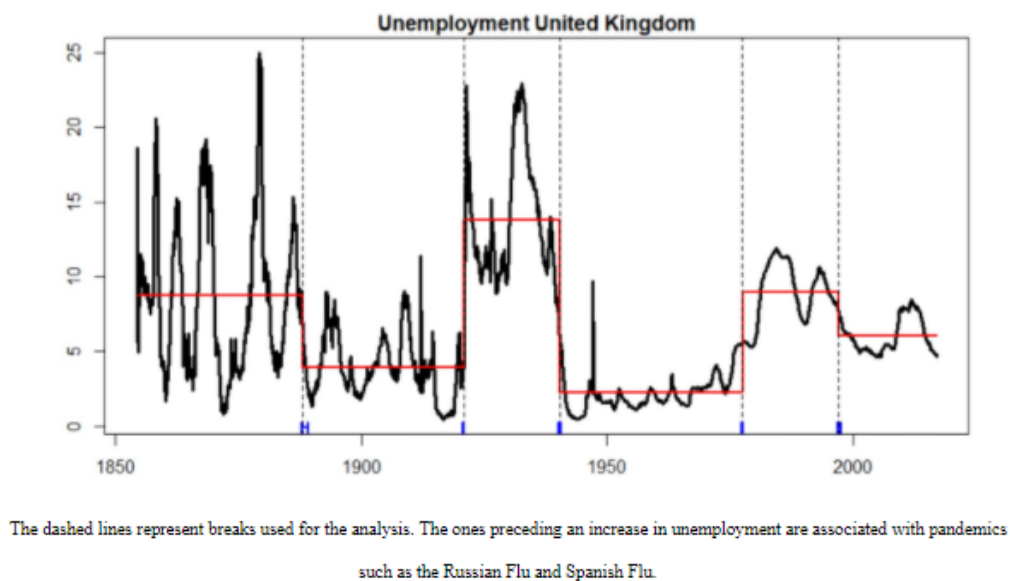 Unemployment United Kingdom
25
20
15
10
5
0
1850 1900 1950 2000
The dashed lines represent breaks used for the analysis. The ones preceding an increase in unemployment are associated with pandemics
such as the Russian Flu and Spanish Flu.